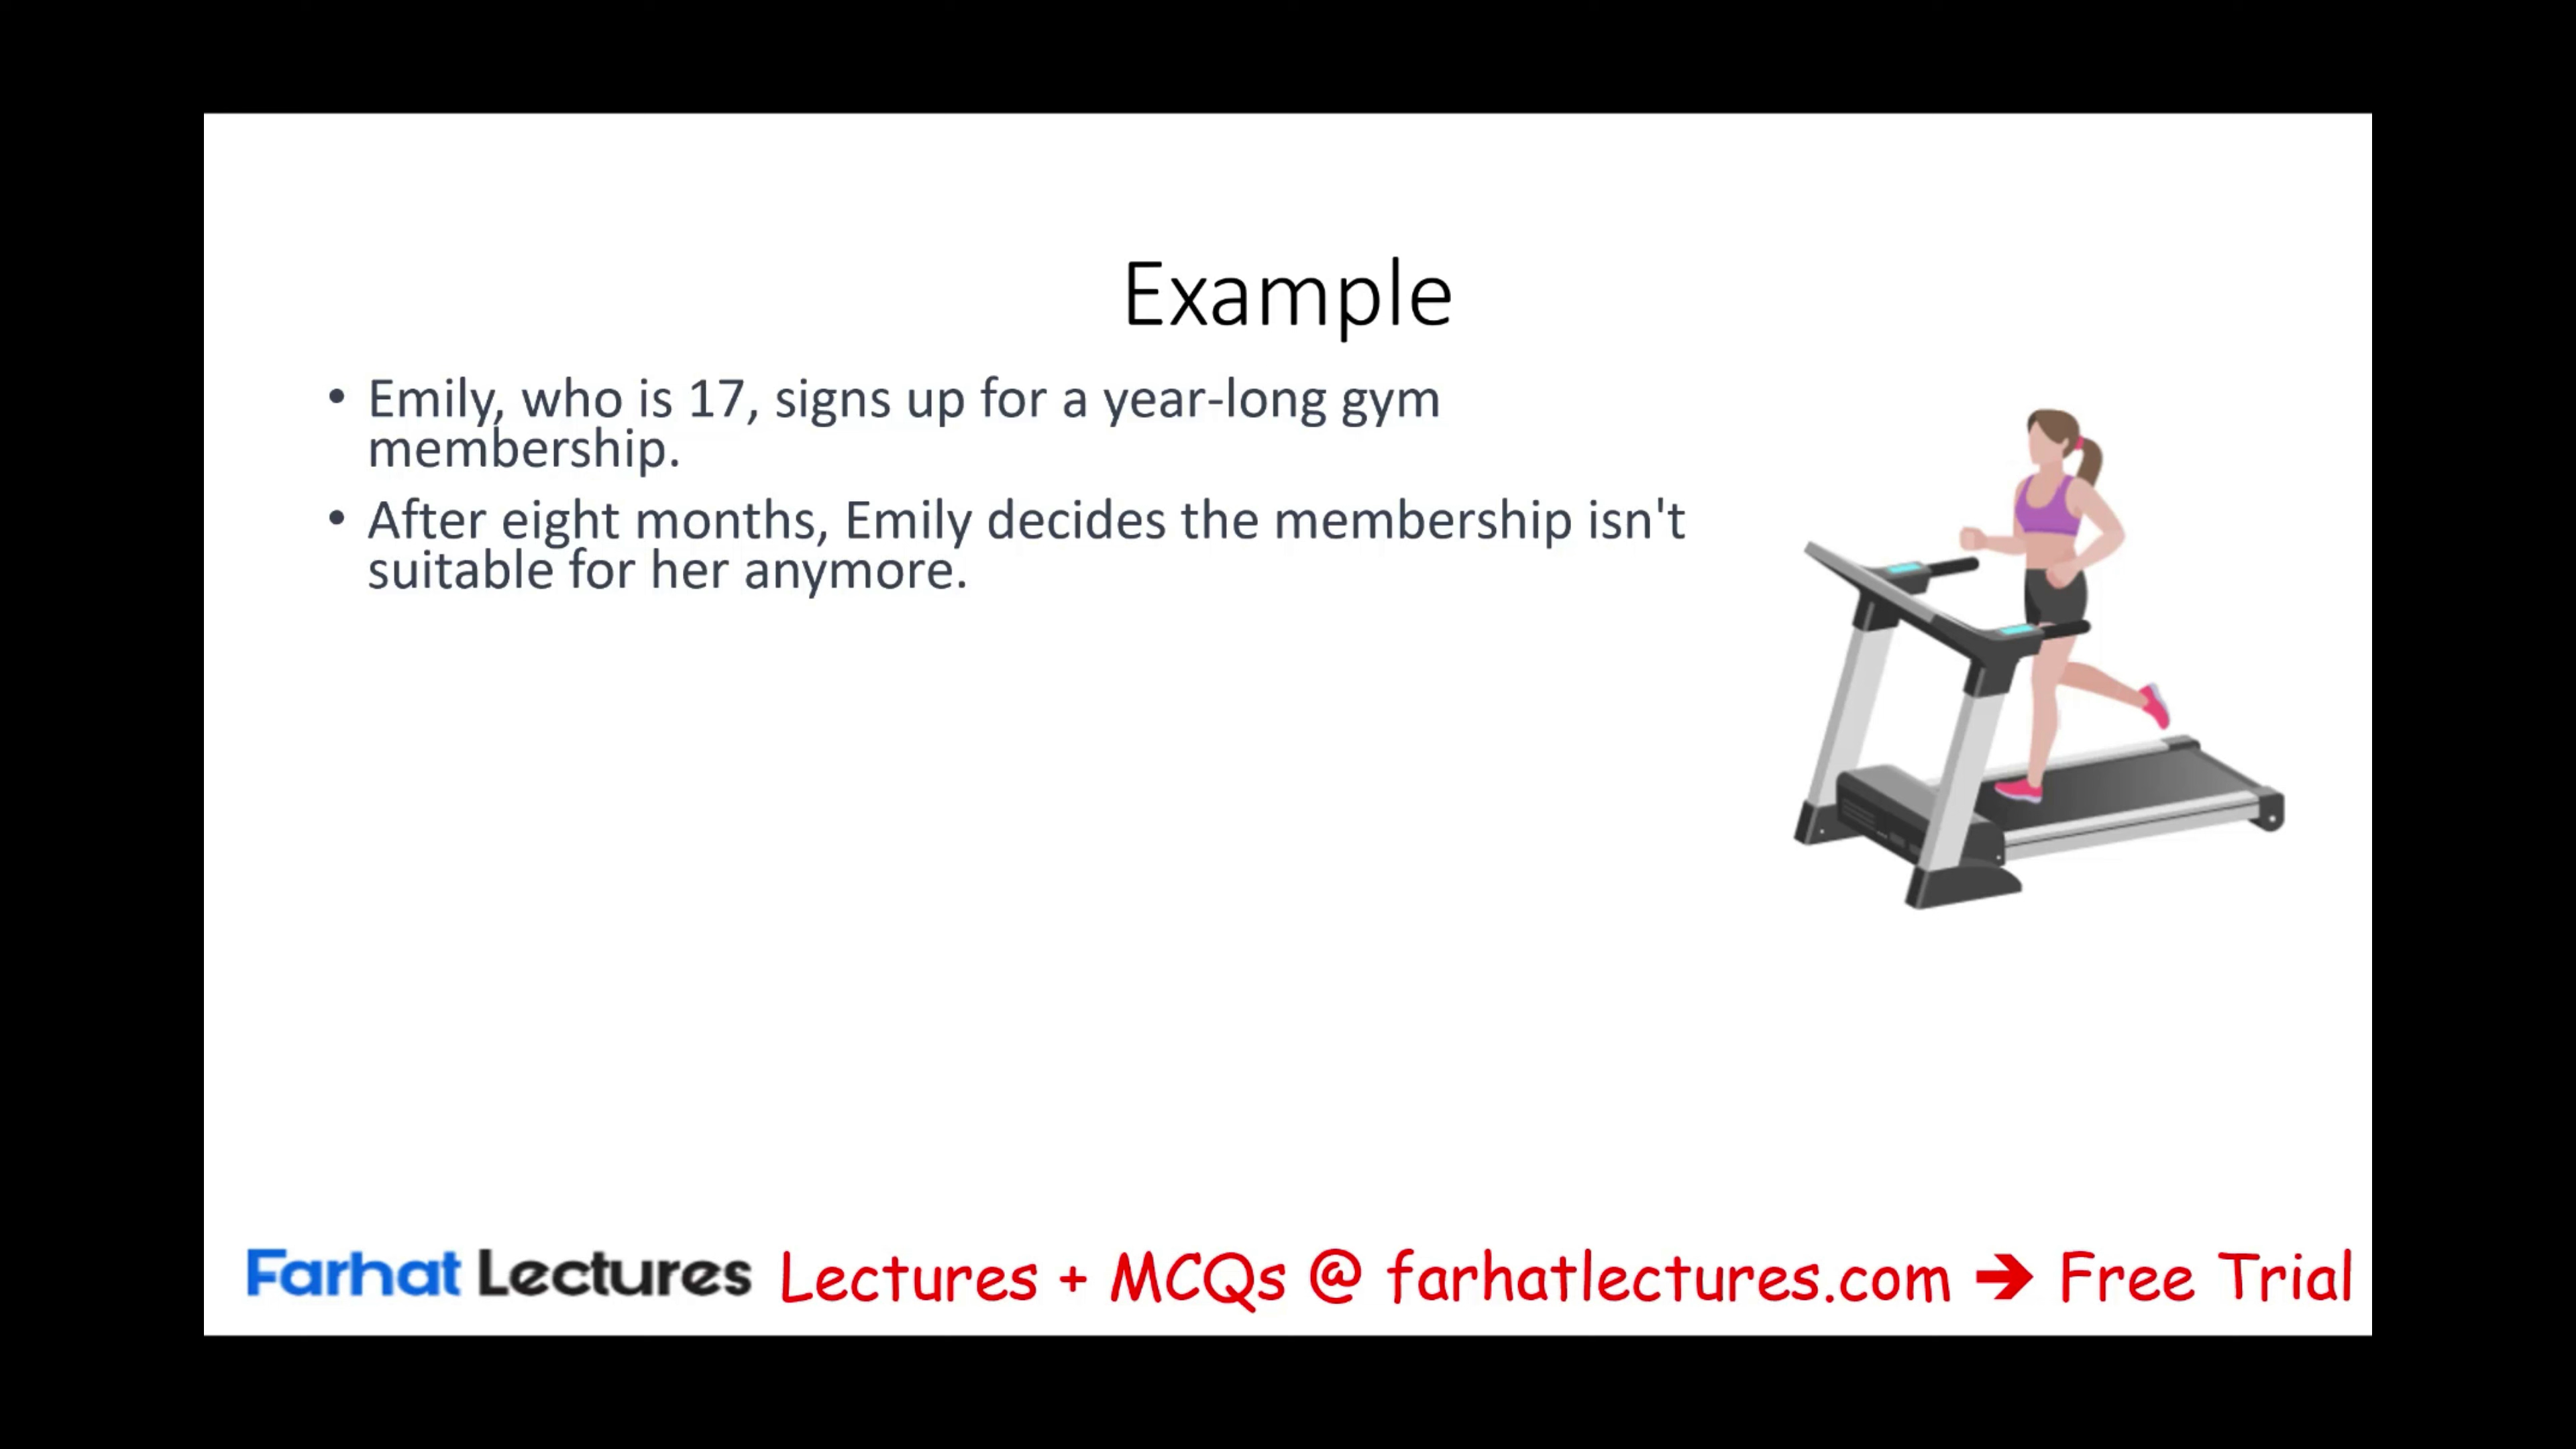 Example
• Emily, who is 17, signs up for a year-long gym
membership.
• After eight months, Emily decides the membership isn't
suitable for her anymore.
Farhat Lectures Lectures + MCQs @ farhatlectures.com ➔ Free Trial